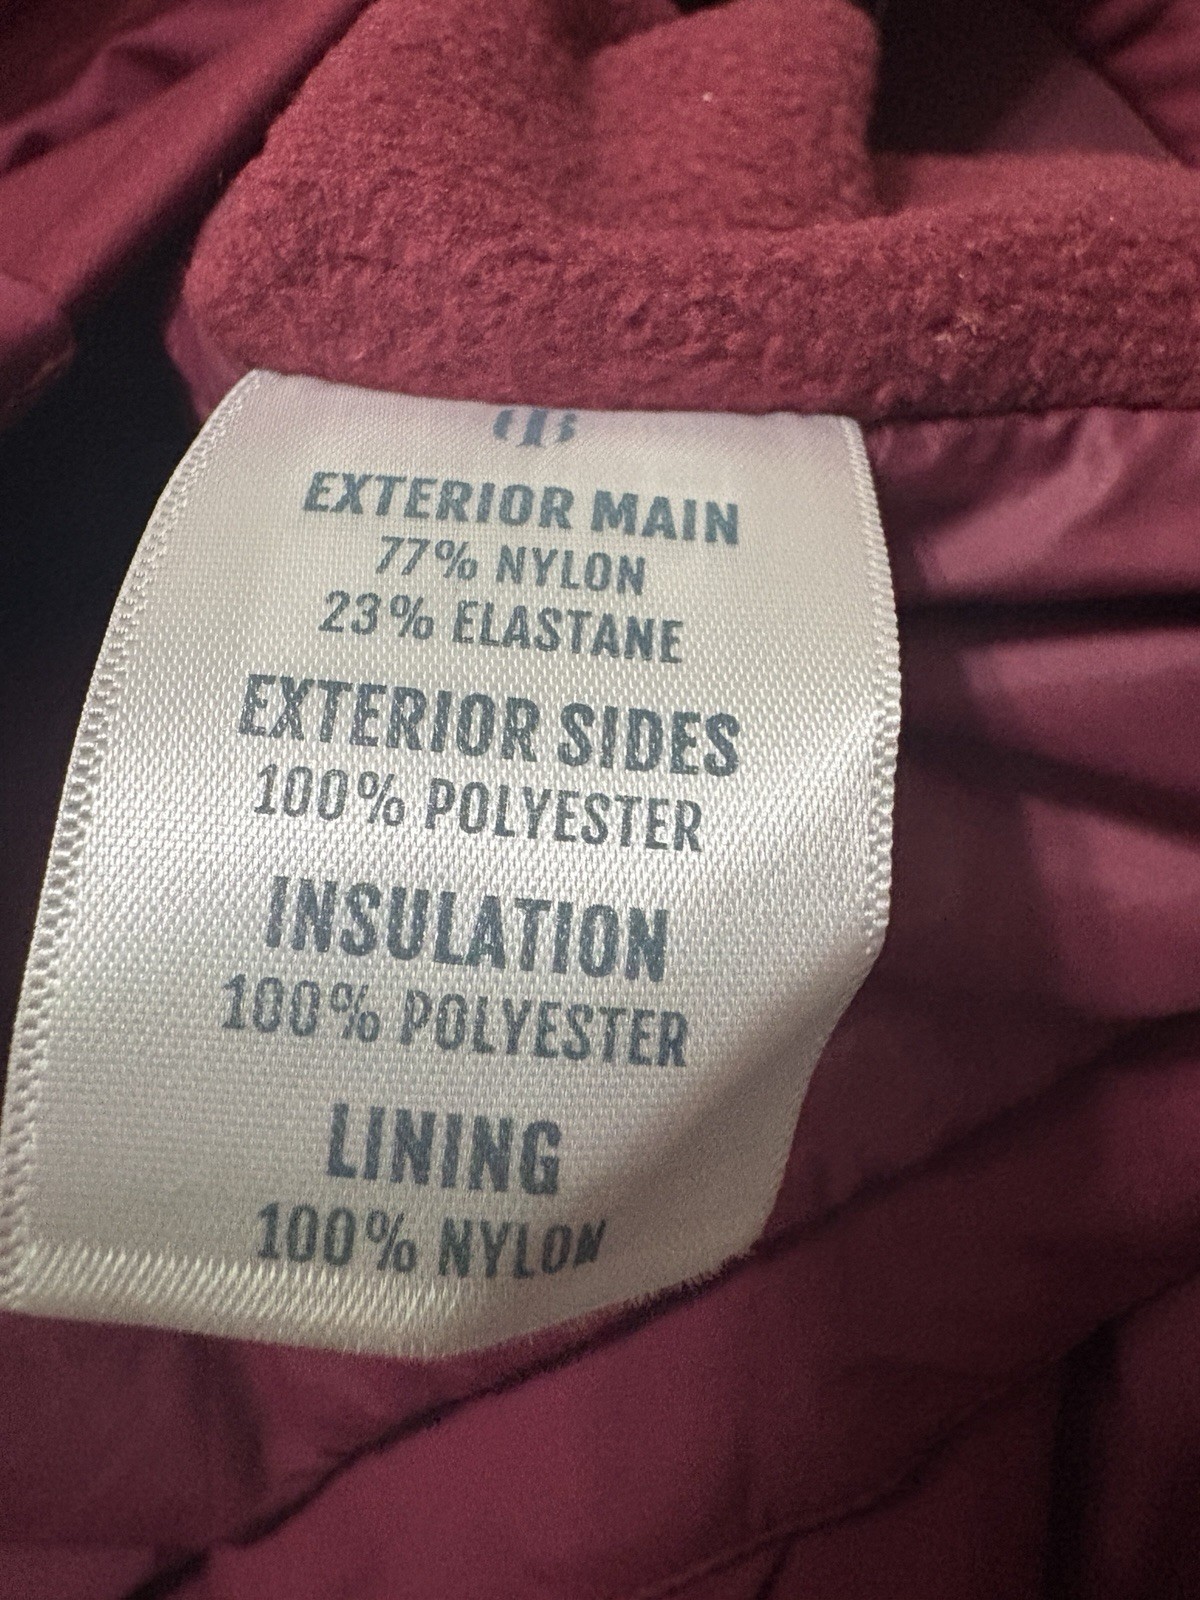 EXTERIOR MAIN
77% NYLON
23% ELASTANE
EXTERIOR SIDES
100% POLYESTER
INSULATION
100% POLYESTER
LINING
100% NYLON